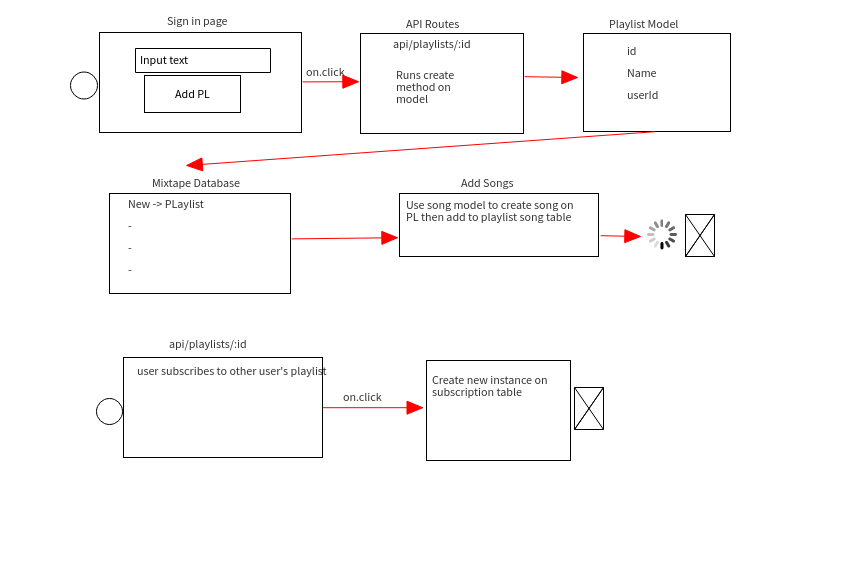 Sign in page
API Routes
Playlist Model
Input text
Add PL
on.click
api/playlists/:id
Runs create
method on
model
id
Name
userId
Mixtape Database
Add Songs
New -> PLaylist
-
-
-
Use song model to create song on
PL then add to playlist song table
api/playlists/:id
user subscribes to other user's playlist
on.click
Create new instance on
subscription table